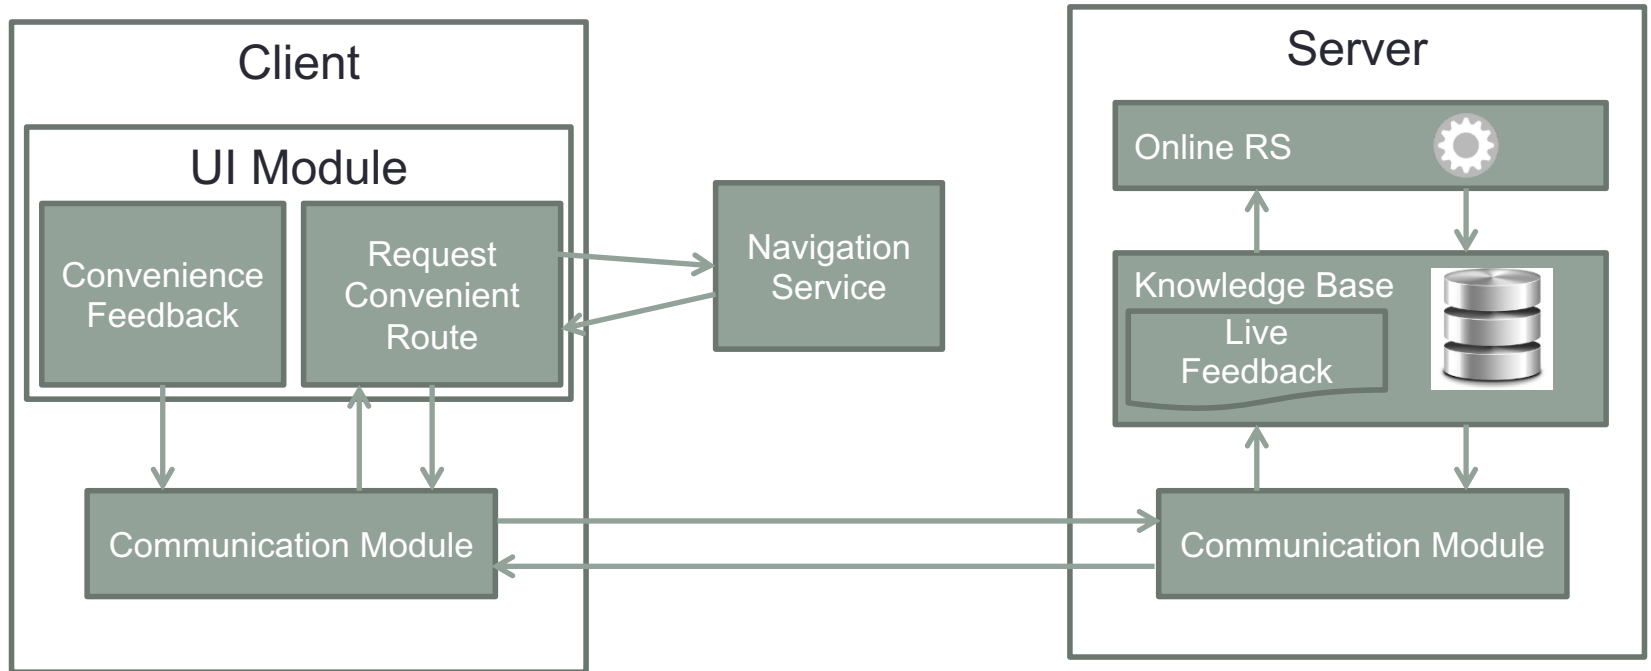 Client
UI Module
Convenience
Feedback
Request
Convenient
Route
Communication Module
Navigation
Service
Server
Online RS
Knowledge Base
Live
Feedback
Communication Module